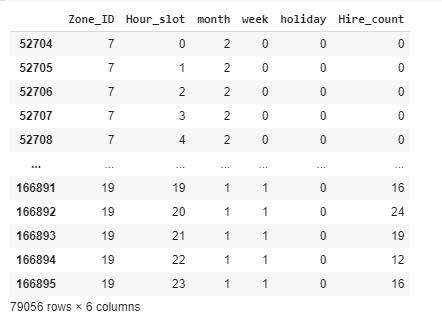 Zone_ID Hour_slot month week holiday Hire_count
52704 7 0 2 0 0 0
52705 7 1 2 0 0 0
52706 7 2 2 0 0 0
52707 7 3 2 0 0 0
52708 7 4 2 0 0 0
... ... ... ... ... ... ...
166891 19 19 1 1 0 16
166892 19 20 1 1 0 24
166893 19 21 1 1 0 19
166894 19 22 1 1 0 12
166895 19 23 1 1 0 16
79056 rows × 6 columns